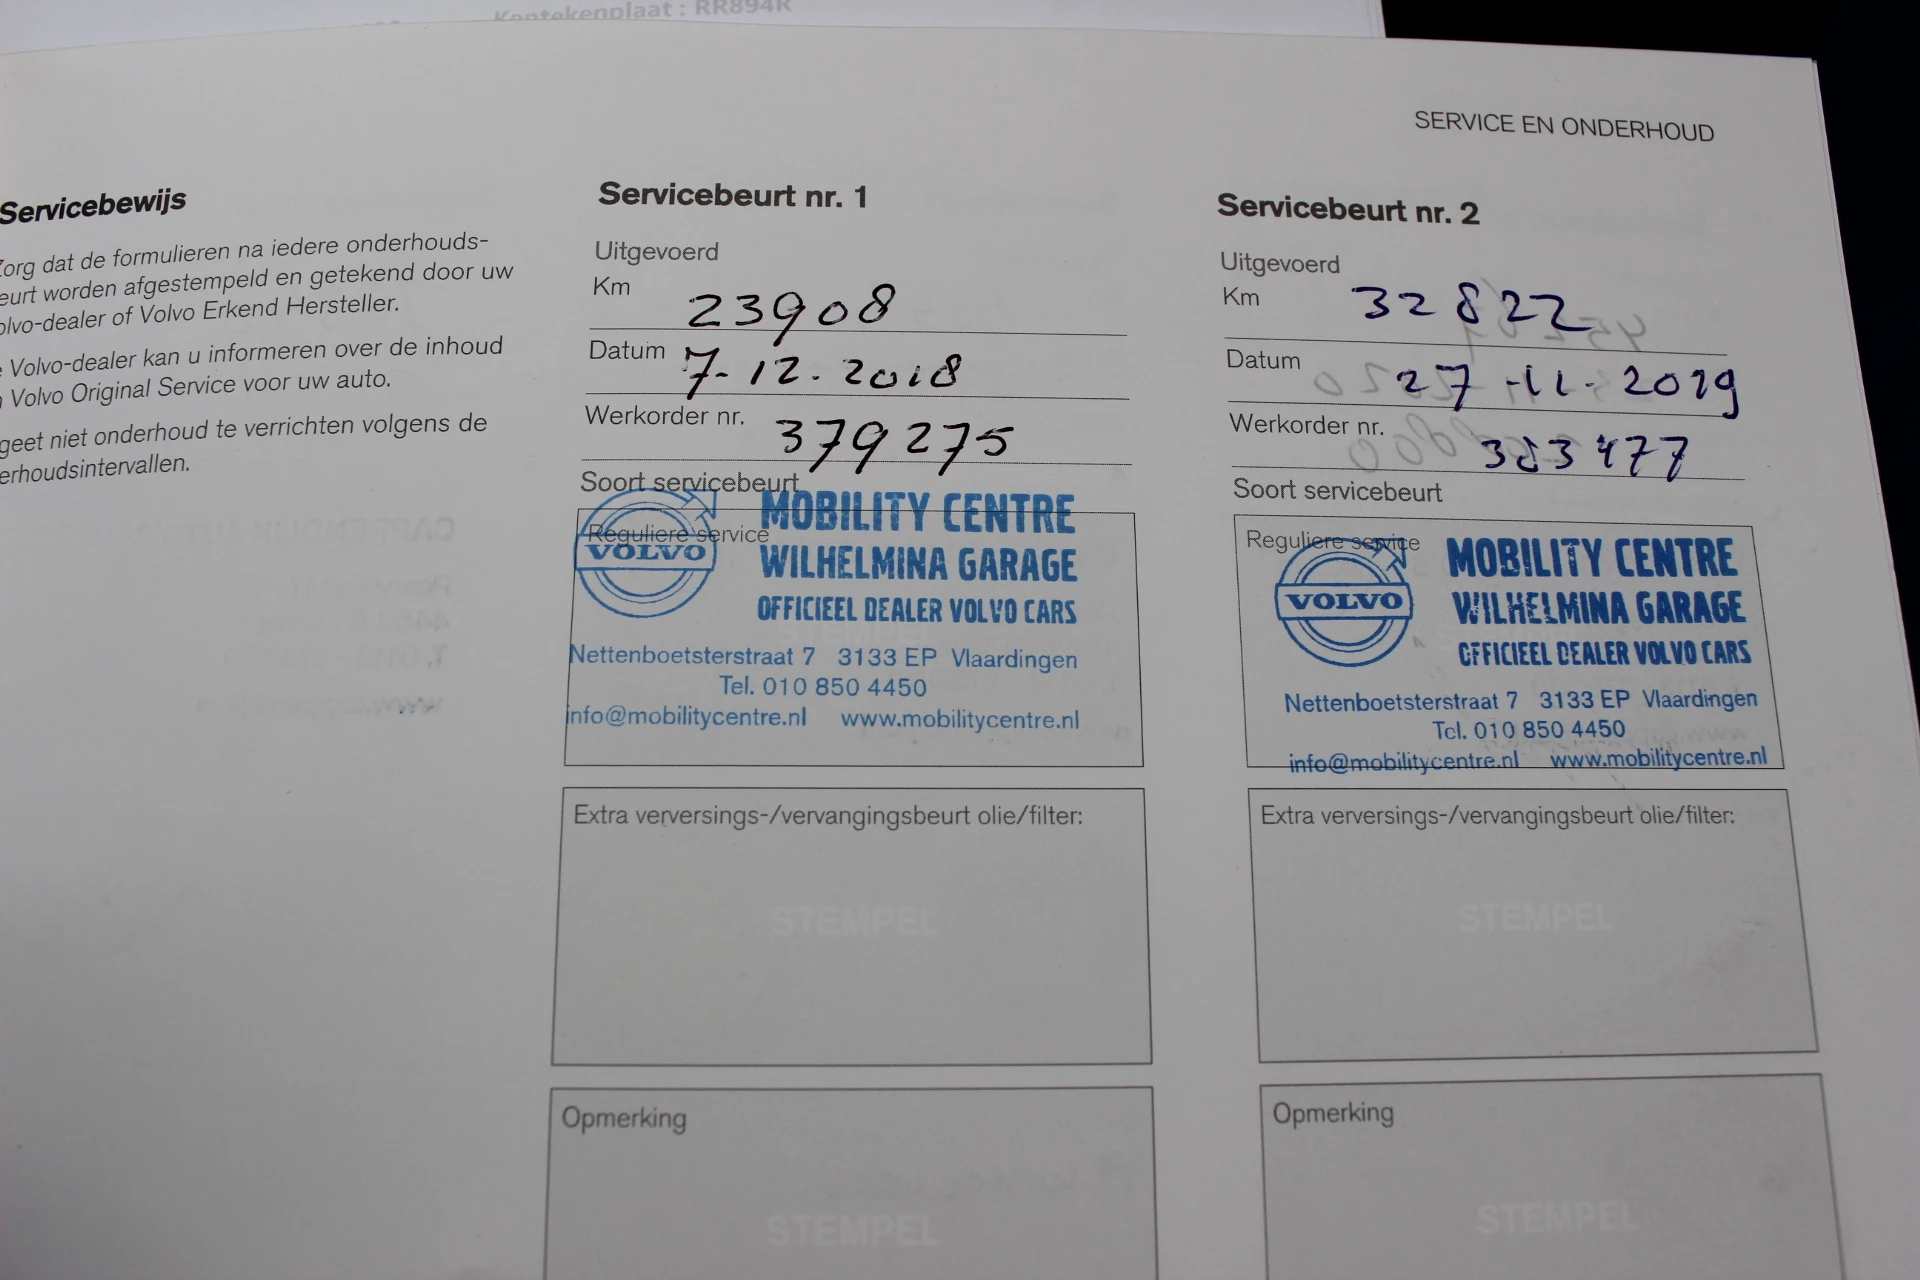 Kentekenplaat : RR894R
SERVICE EN ONDERHOUD
Servicebewijs
Zorg dat de formulieren na iedere onderhouds-
eurt worden afgestempeld en getekend door uw
olvo-dealer of Volvo Erkend Hersteller.
Volvo-dealer kan u informeren over de inhoud
Volvo Original Service voor uw auto.
geet niet onderhoud te verrichten volgens de
erhoudsintervallen.
Servicebeurt nr. 1
Uitgevoerd
Km 23908
Datum 7-12-2018
Werkorder nr. 379275
Soort servicebeurt
Reguliere service
VOLVO
MOBILITY CENTRE
WILHELMINA GARAGE
OFFICIEEL DEALER VOLVO CARS
Nettenboetsterstraat 7 3133 EP Vlaardingen
Tel. 010 850 4450
info@mobilitycentre.nl www.mobilitycentre.nl
Extra verversings-/vervangingsbeurt olie/filter:
STEMPEL
Opmerking
STEMPEL
Servicebeurt nr. 2
Uitgevoerd
Km 32822
Datum 27-11-2019
Werkorder nr. 383477
Soort servicebeurt
Reguliere service
VOLVO
MOBILITY CENTRE
WILHELMINA GARAGE
OFFICIEEL DEALER VOLVO CARS
Nettenboetsterstraat 7 3133 EP Vlaardingen
Tel. 010 850 4450
info@mobilitycentre.nl www.mobilitycentre.nl
Extra verversings-/vervangingsbeurt olie/filter:
STEMPEL
Opmerking
STEMPEL